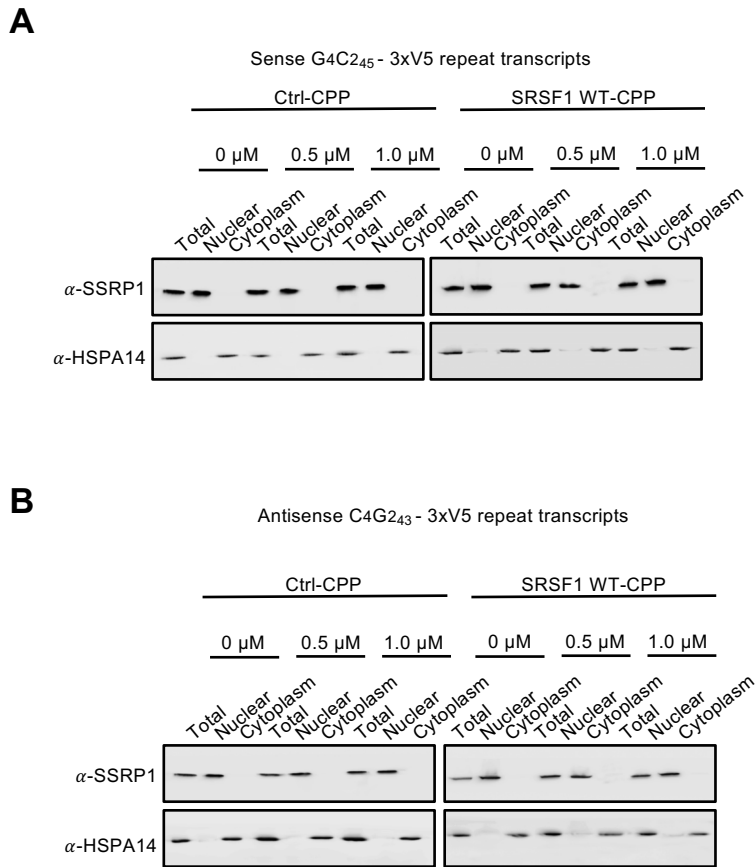 A
Sense G4C2₄₅ - 3xV5 repeat transcripts
Ctrl-CPP SRSF1 WT-CPP
0 µM 0.5 µM 1.0 µM 0 µM 0.5 µM 1.0 µM
Total Nuclear Cytoplasm Total Nuclear Cytoplasm Total Nuclear Cytoplasm Total Nuclear Cytoplasm Total Nuclear Cytoplasm Total Nuclear Cytoplasm
α-SSRP1
α-HSPA14
B
Antisense C4G2₄₃ - 3xV5 repeat transcripts
Ctrl-CPP SRSF1 WT-CPP
0 µM 0.5 µM 1.0 µM 0 µM 0.5 µM 1.0 µM
Total Nuclear Cytoplasm Total Nuclear Cytoplasm Total Nuclear Cytoplasm Total Nuclear Cytoplasm Total Nuclear Cytoplasm Total Nuclear Cytoplasm
α-SSRP1
α-HSPA14